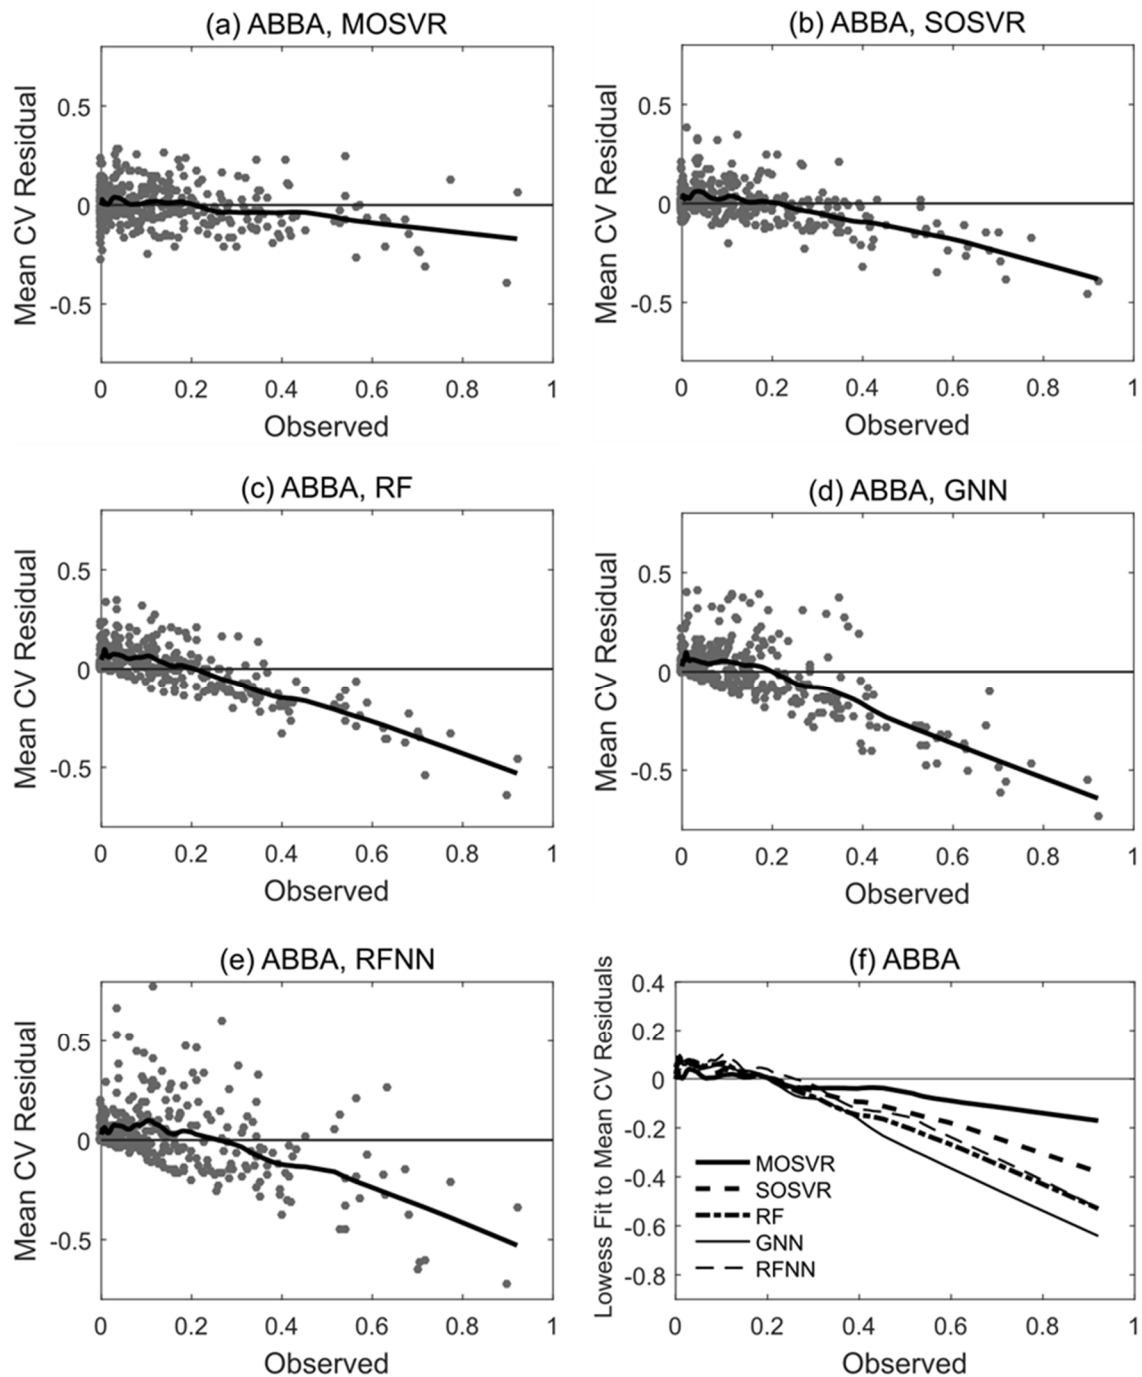 (a) ABBA, MOSVR
Mean CV Residual
0.5
0
-0.5
0 0.2 0.4 0.6 0.8 1
Observed
(b) ABBA, SOSVR
Mean CV Residual
0.5
0
-0.5
0 0.2 0.4 0.6 0.8 1
Observed
(c) ABBA, RF
Mean CV Residual
0.5
0
-0.5
0 0.2 0.4 0.6 0.8 1
Observed
(d) ABBA, GNN
Mean CV Residual
0.5
0
-0.5
0 0.2 0.4 0.6 0.8 1
Observed
(e) ABBA, RFNN
Mean CV Residual
0.5
0
-0.5
0 0.2 0.4 0.6 0.8 1
Observed
(f) ABBA
Lowess Fit to Mean CV Residuals
0.4
0.2
0
-0.2
-0.4
-0.6
-0.8
MOSVR
SOSVR
RF
GNN
RFNN
0 0.2 0.4 0.6 0.8 1
Observed